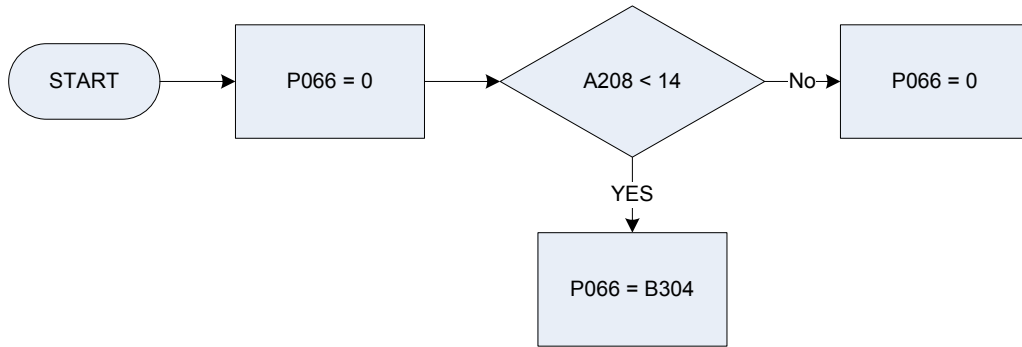 START
P066 = 0
A208 < 14
No
P066 = 0
YES
P066 = B304